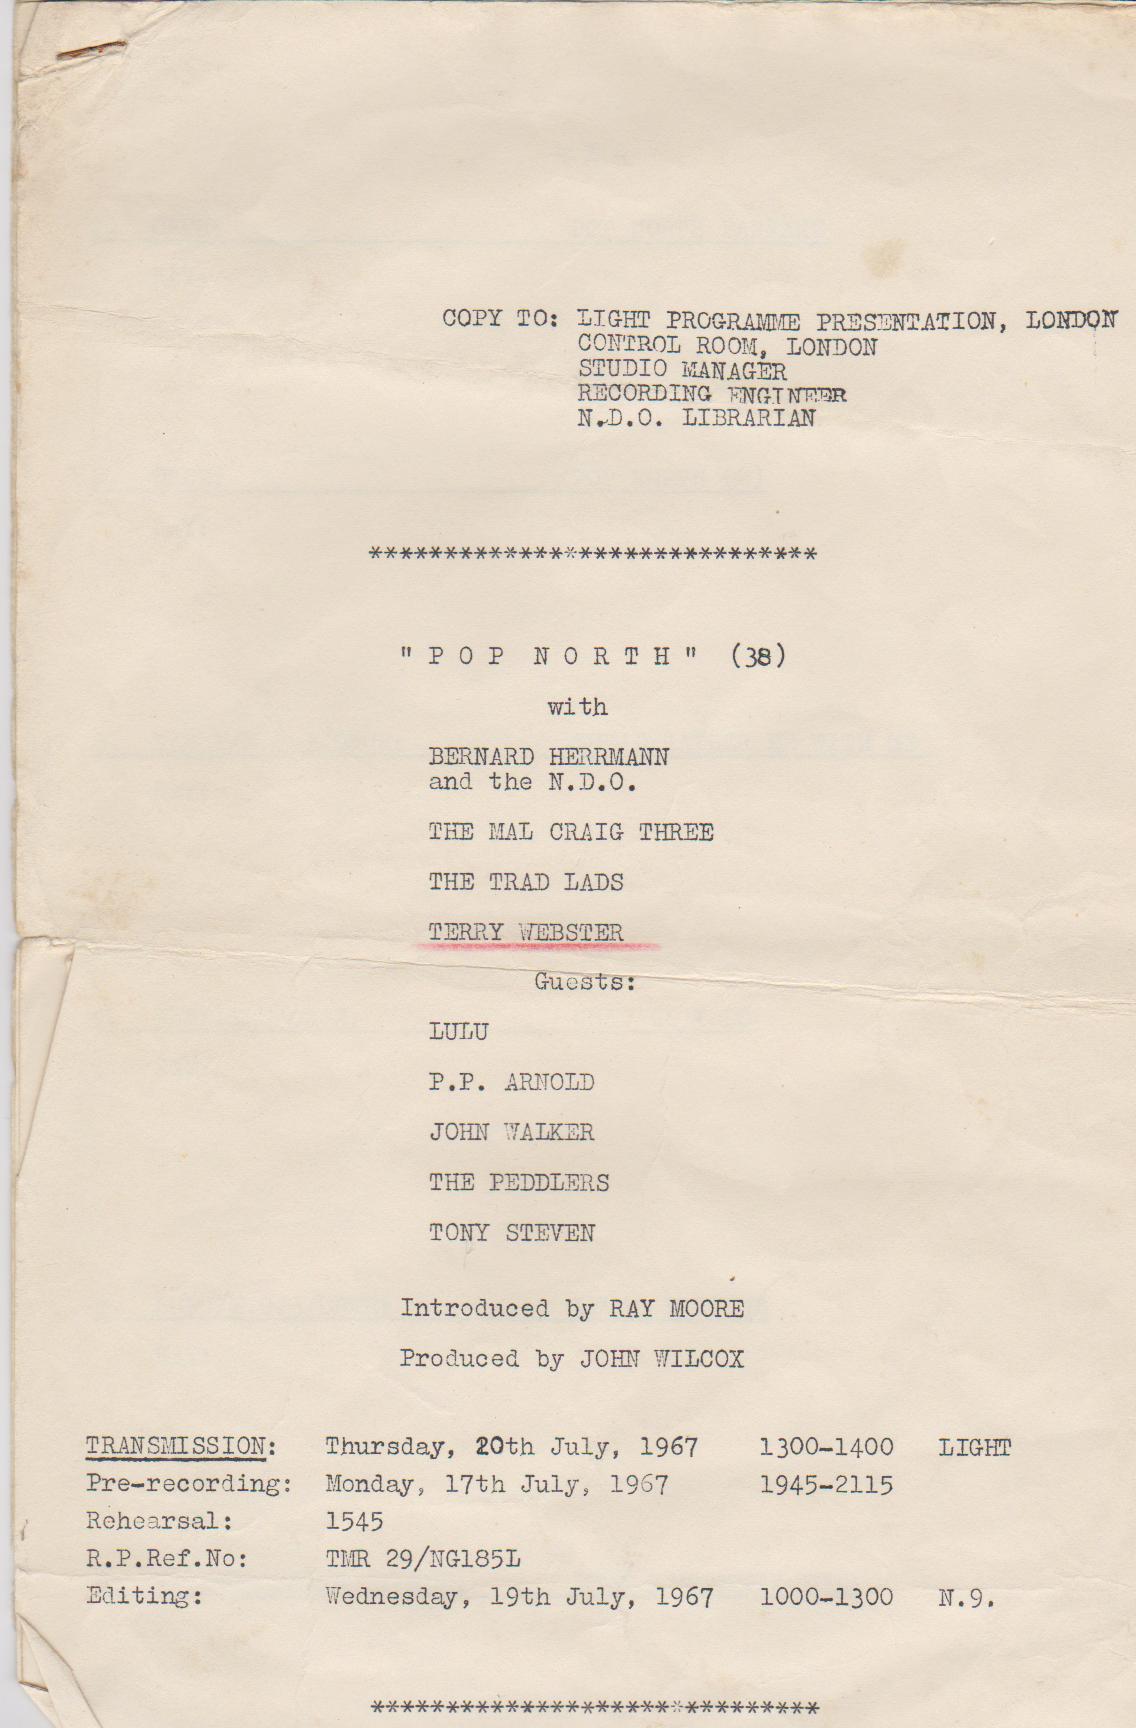 COPY TO: LIGHT PROGRAMME PRESENTATION, LONDON
CONTROL ROOM, LONDON
STUDIO MANAGER
RECORDING ENGINEER
N.D.O. LIBRARIAN
******************************
"P O P  N O R T H" (38)
with
BERNARD HERRMANN
and the N.D.O.
THE MAL CRAIG THREE
THE TRAD LADS
TERRY WEBSTER
Guests:
LULU
P.P. ARNOLD
JOHN WALKER
THE PEDDLERS
TONY STEVEN
Introduced by RAY MOORE
Produced by JOHN WILCOX
TRANSMISSION: Thursday, 20th July, 1967 1300-1400 LIGHT
Pre-recording: Monday, 17th July, 1967 1945-2115
Rehearsal: 1545
R.P.Ref.No: TMR 29/NG185L
Editing: Wednesday, 19th July, 1967 1000-1300 N.9.
******************************